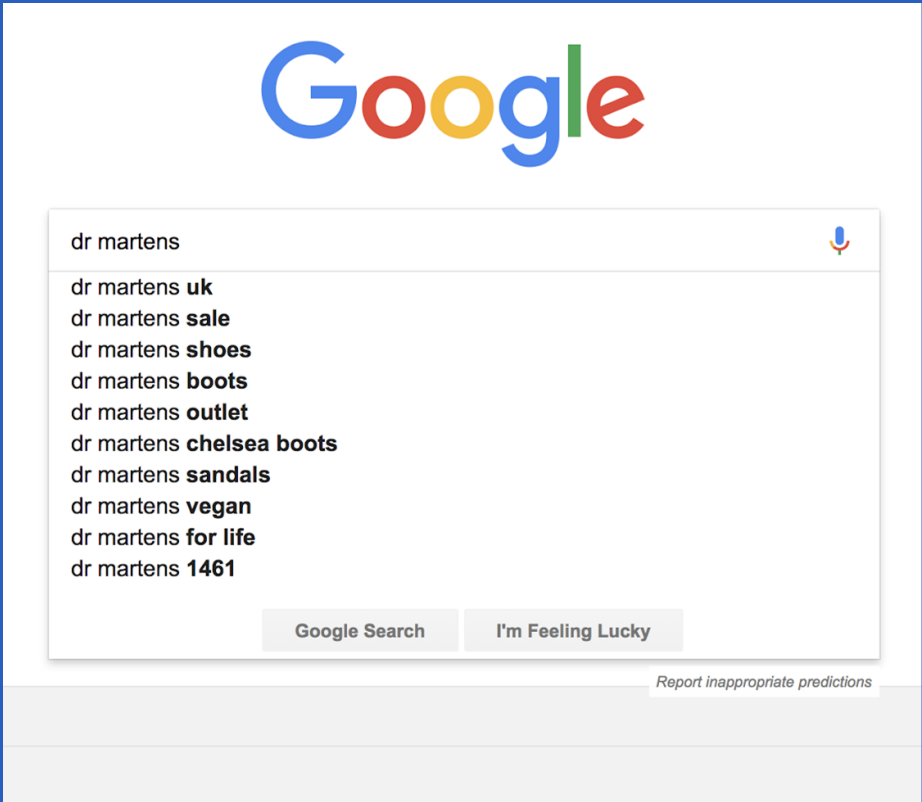 Google
dr martens
dr martens uk
dr martens sale
dr martens shoes
dr martens boots
dr martens outlet
dr martens chelsea boots
dr martens sandals
dr martens vegan
dr martens for life
dr martens 1461
Google Search I'm Feeling Lucky
Report inappropriate predictions